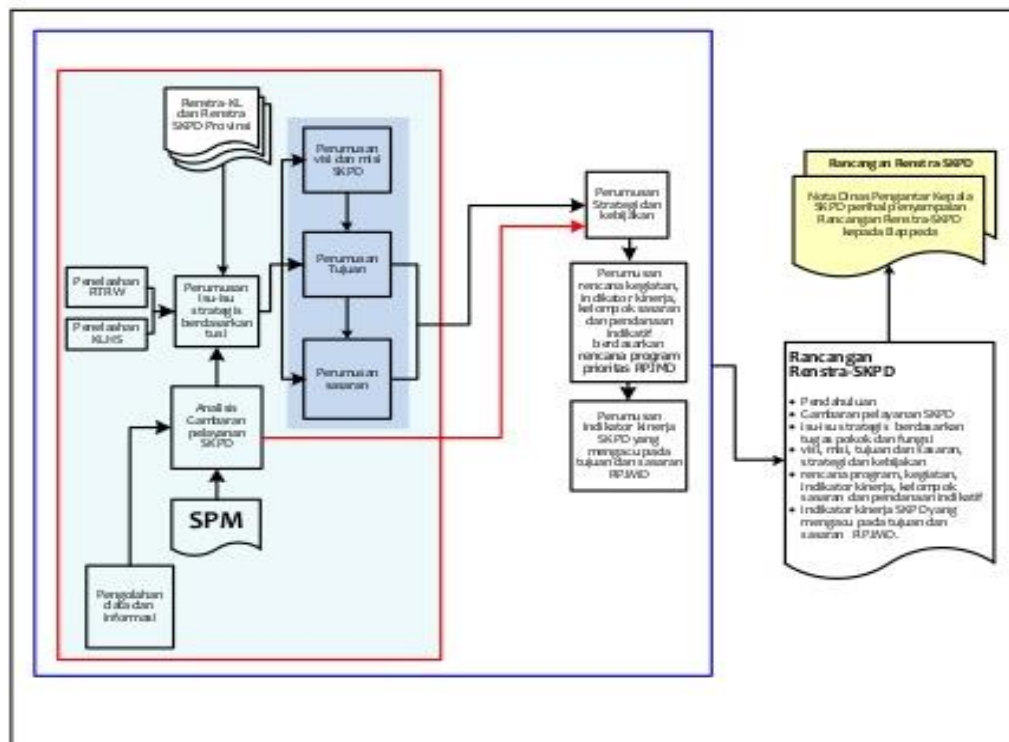 Renstra-KL
dan Renstra
SKPD Provinsi
Perumusan
visi dan misi
SKPD
Perumusan
Strategi dan
kebijakan
Rancangan Renstra SKPD
Nota Dinas Pengantar Kepala
SKPD perihal penyampaian
Rancangan Renstra-SKPD
kepada Bappeda
Penelaahan
RTRW
Penelaahan
KLHS
Perumusan
Isu-isu
strategis
berdasarkan
tusi
Perumusan
Tujuan
Perumusan
sasaran
Perumusan
rencana kegiatan,
indikator kinerja,
kelompok sasaran
dan pendanaan
indikatif
berdasarkan
rencana program
prioritas RPJMD
Analisis
Gambaran
pelayanan
SKPD
Perumusan
indikator kinerja
SKPD yang
mengacu pada
tujuan dan sasaran
RPJMD
SPM
Pengolahan
data dan
informasi
Rancangan
Renstra-SKPD
• Pendahuluan
• Gambaran pelayanan SKPD
• isu-isu strategis berdasarkan
tugas pokok dan fungsi
• visi, misi, tujuan dan sasaran,
strategi dan kebijakan
• rencana program, kegiatan,
indikator kinerja, kelompok
sasaran dan pendanaan indikatif
• indikator kinerja SKPD yang
mengacu pada tujuan dan
sasaran RPJMD.